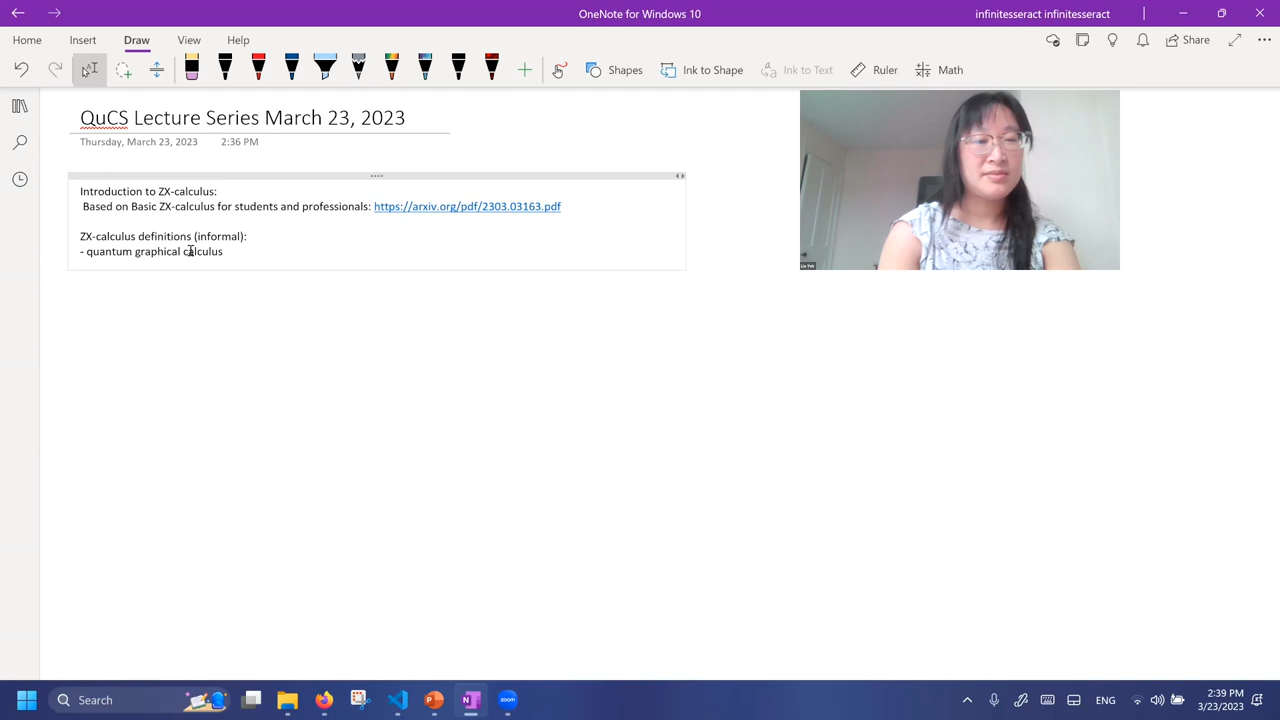 OneNote for Windows 10
infinitesseract infinitesseract
Home
Insert
Draw
View
Help
Share
Shapes
Ink to Shape
Ink to Text
Ruler
Math
QuCS Lecture Series March 23, 2023
Thursday, March 23, 2023 2:36 PM
Introduction to ZX-calculus:
Based on Basic ZX-calculus for students and professionals: https://arxiv.org/pdf/2303.03163.pdf
ZX-calculus definitions (informal):
- quantum graphical calculus
Lia Yeh
Search
zoom
ENG
2:39 PM
3/23/2023